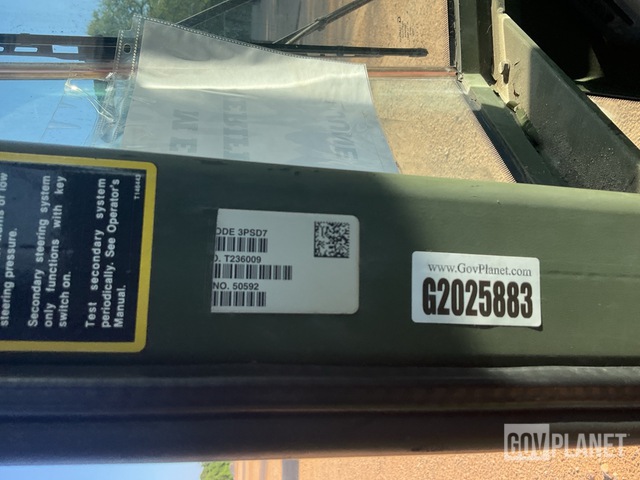 steering pressure.
Secondary steering system
only functions with key
switch on.
Test secondary system
periodically. See Operator's
Manual.
ODE 3PSD7
O. T236009
NO. 50592
www.GovPlanet.com
G2025883
GOVPLANET